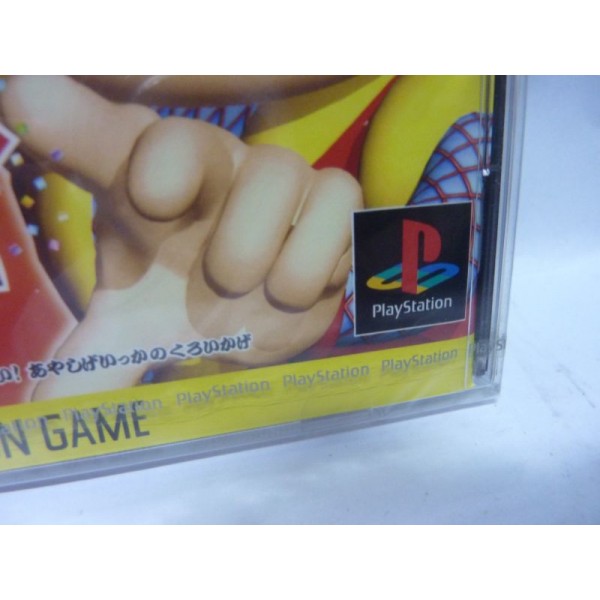 PlayStation
い! あやしげいっかのくろいかげ
PlayStation PlayStation PlayStation PlayStation
N GAME